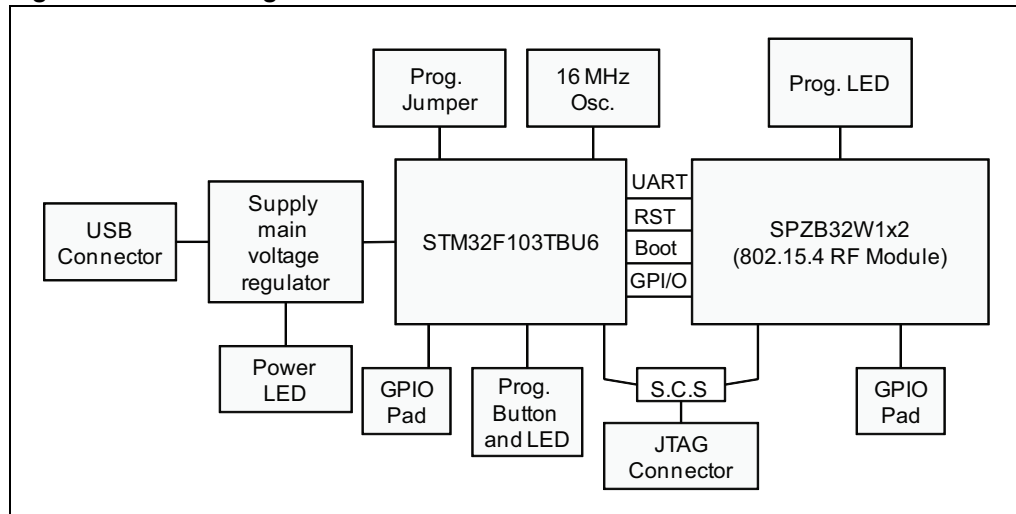 Prog.
Jumper
16 MHz
Osc.
Prog. LED
USB
Connector
Supply
main
voltage
regulator
STM32F103TBU6
UART
RST
Boot
GPI/O
SPZB32W1x2
(802.15.4 RF Module)
Power
LED
GPIO
Pad
Prog.
Button
and LED
S.C.S
JTAG
Connector
GPIO
Pad